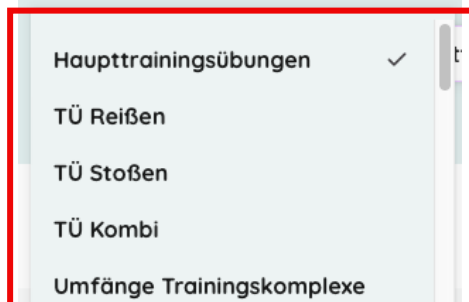 Haupttrainingsübungen
TÜ Reißen
TÜ Stoßen
TÜ Kombi
Umfänge Trainingskomplexe